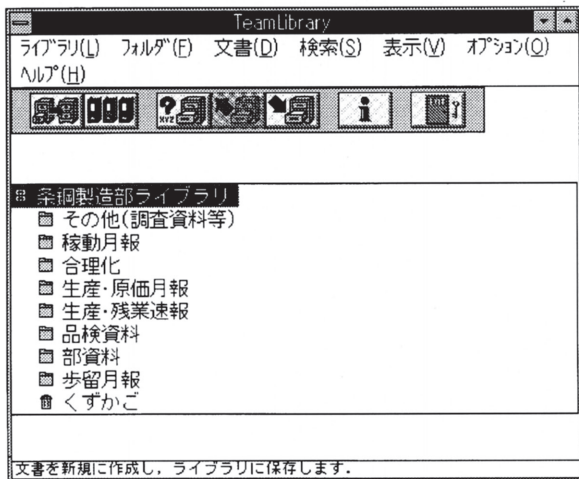 TeamLibrary
ライブラリ(L) フォルダ(F) 文書(D) 検索(S) 表示(V) オプション(O)
ヘルプ(H)
?
XYZ
i
条鋼製造部ライブラリ
その他(調査資料等)
稼動月報
合理化
生産・原価月報
生産・残業速報
品検資料
部資料
歩留月報
くずかご
文書を新規に作成し，ライブラリに保存します．